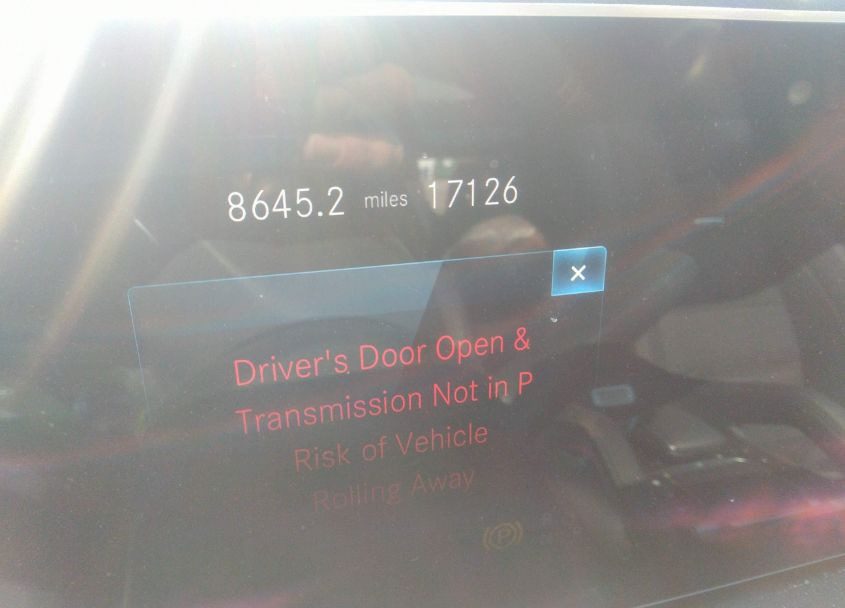 8645.2 miles 17126
×
Driver's Door Open &
Transmission Not in P
Risk of Vehicle
Rolling Away
(P)